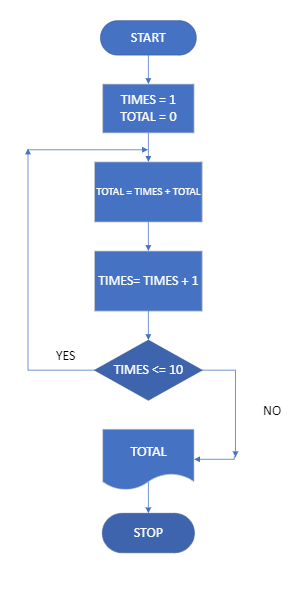 START
TIMES = 1
TOTAL = 0
TOTAL = TIMES + TOTAL
TIMES= TIMES + 1
YES
TIMES <= 10
NO
TOTAL
STOP